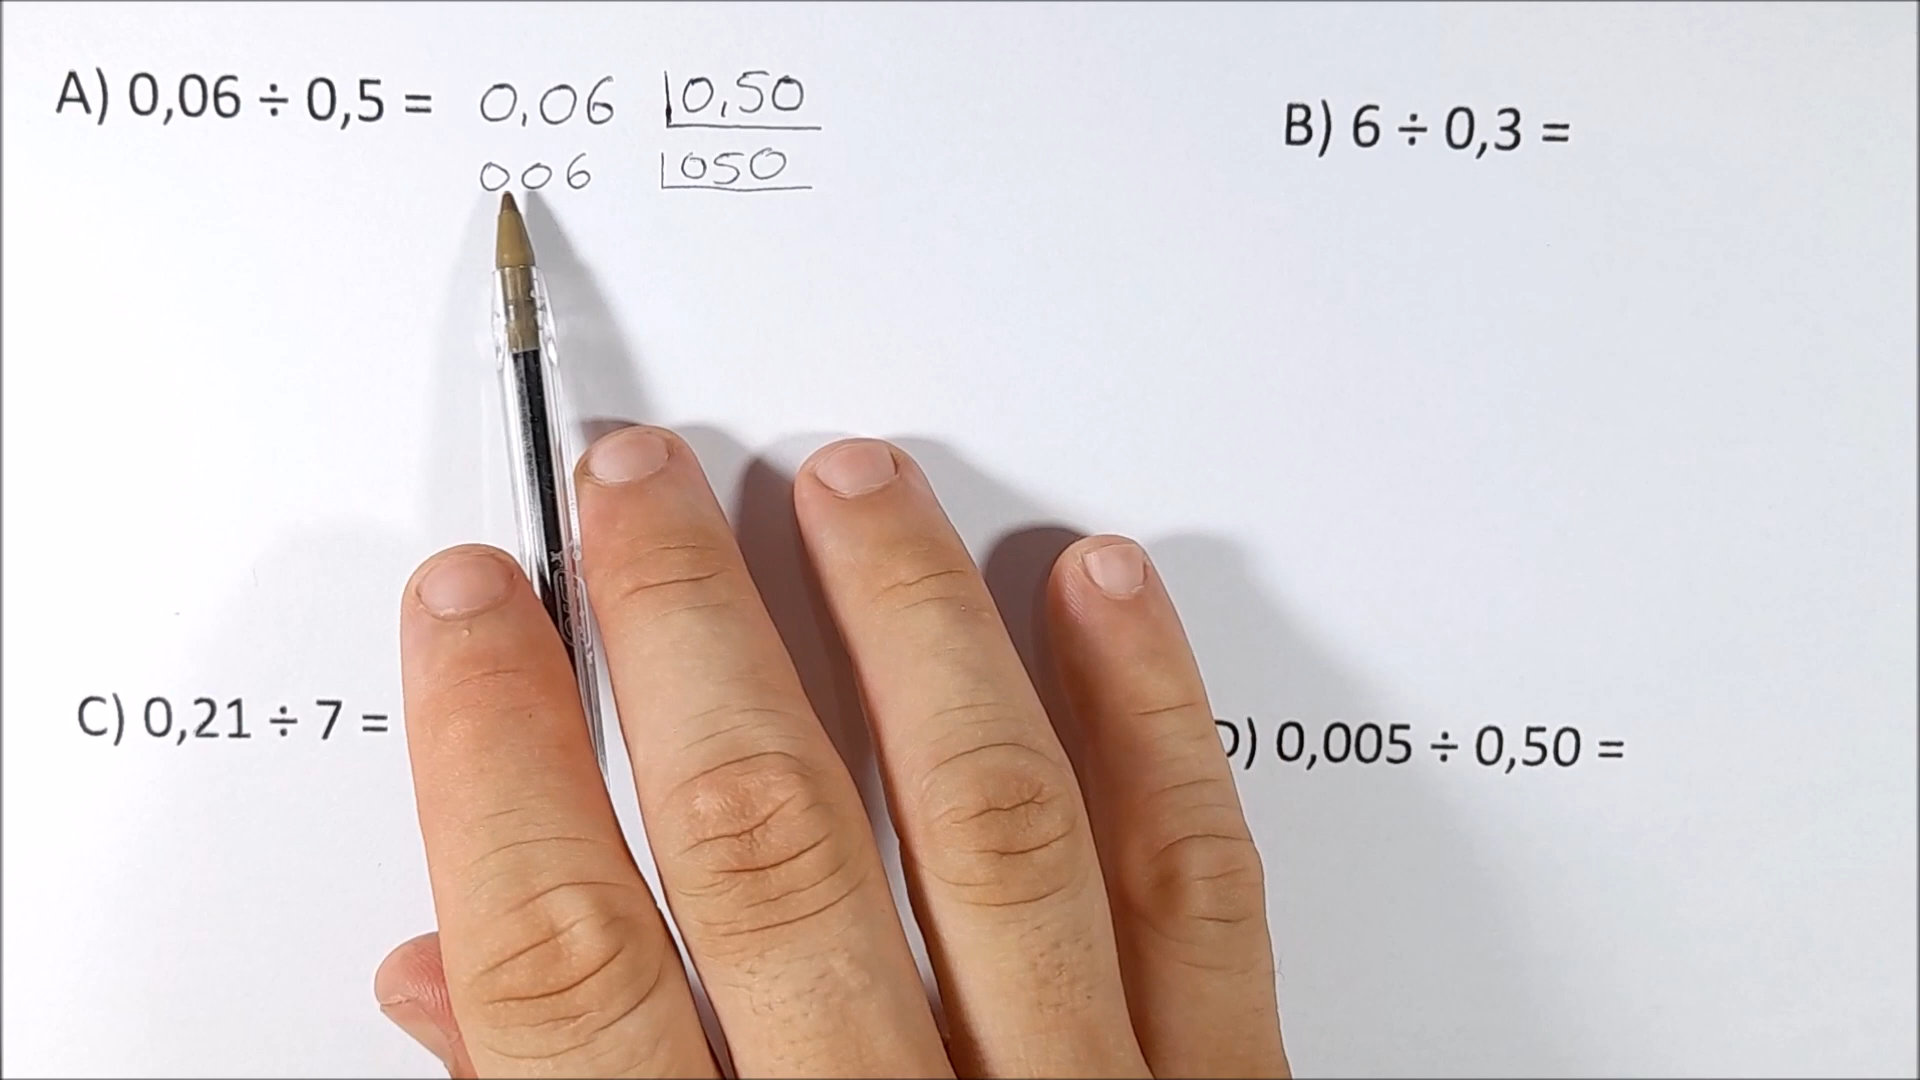 A) 0,06 ÷ 0,5 = 0,06 0,50
006 050
B) 6 ÷ 0,3 =
C) 0,21 ÷ 7 =
D) 0,005 ÷ 0,50 =